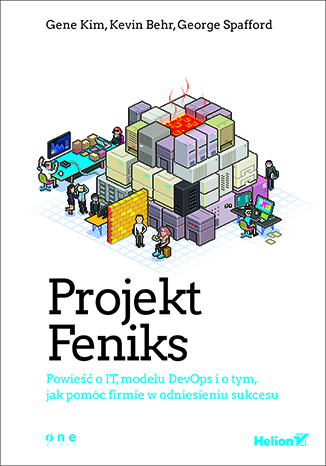 Gene Kim, Kevin Behr, George Spafford
Projekt
Feniks
Powieść o IT, modelu DevOps i o tym,
jak pomóc firmie w odniesieniu sukcesu
one
Helion